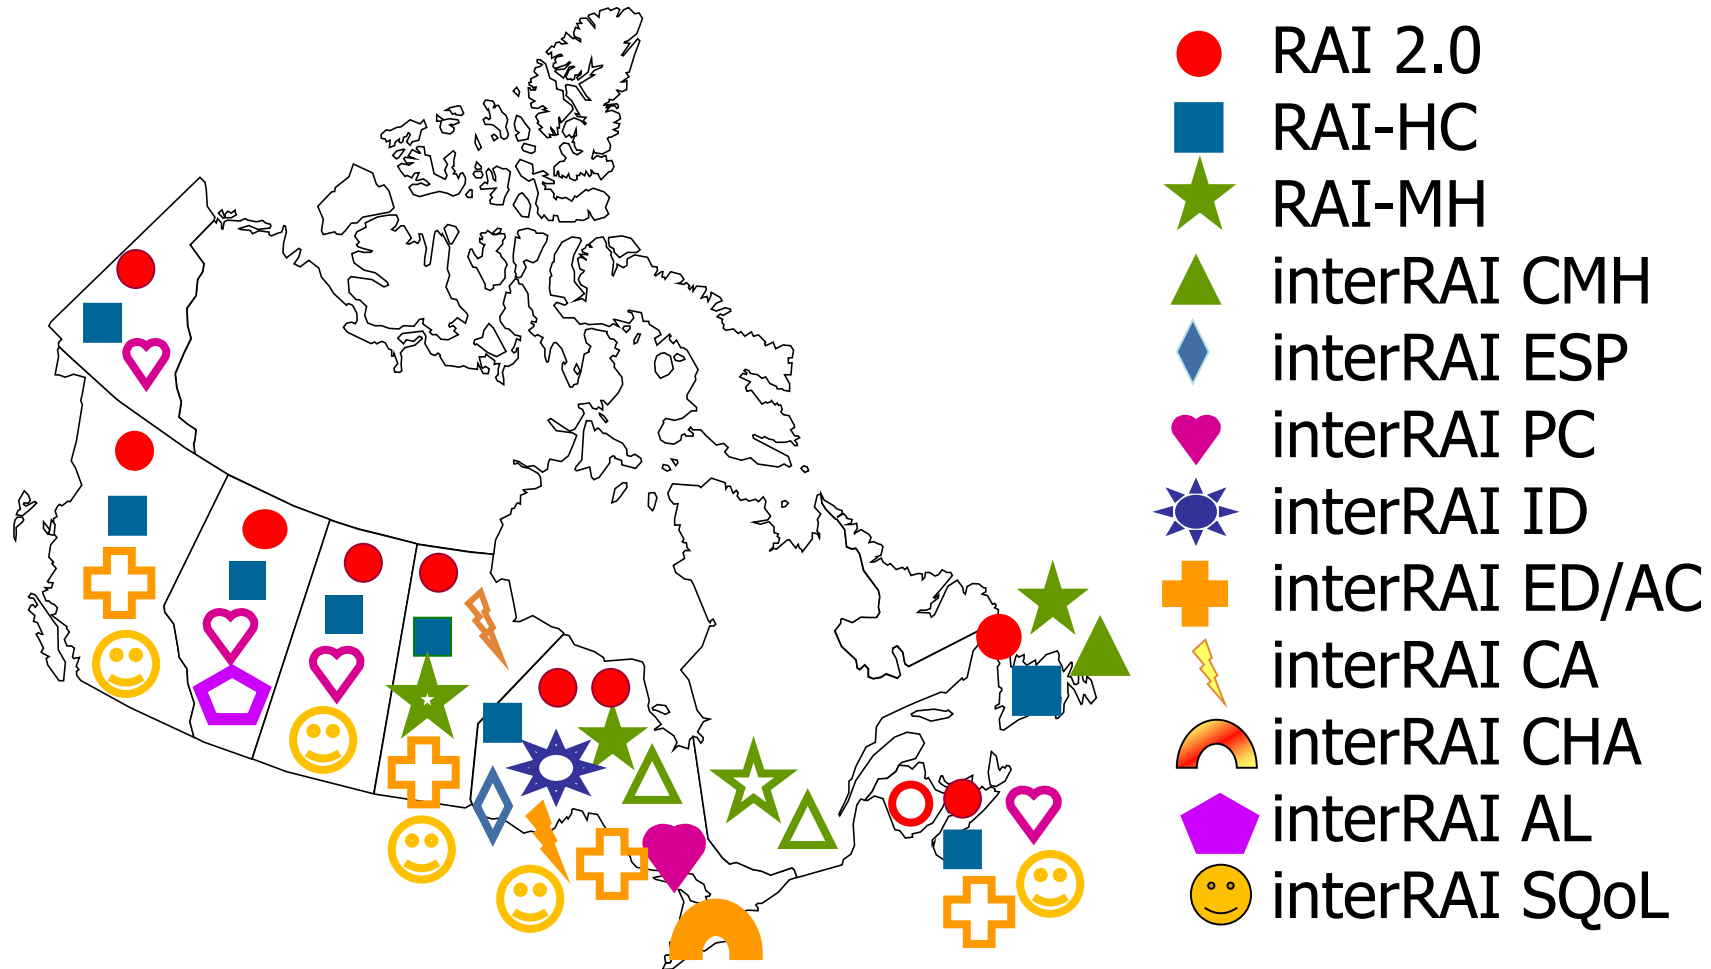 RAI 2.0
RAI-HC
RAI-MH
interRAI CMH
interRAI ESP
interRAI PC
interRAI ID
interRAI ED/AC
interRAI CA
interRAI CHA
interRAI AL
interRAI SQoL